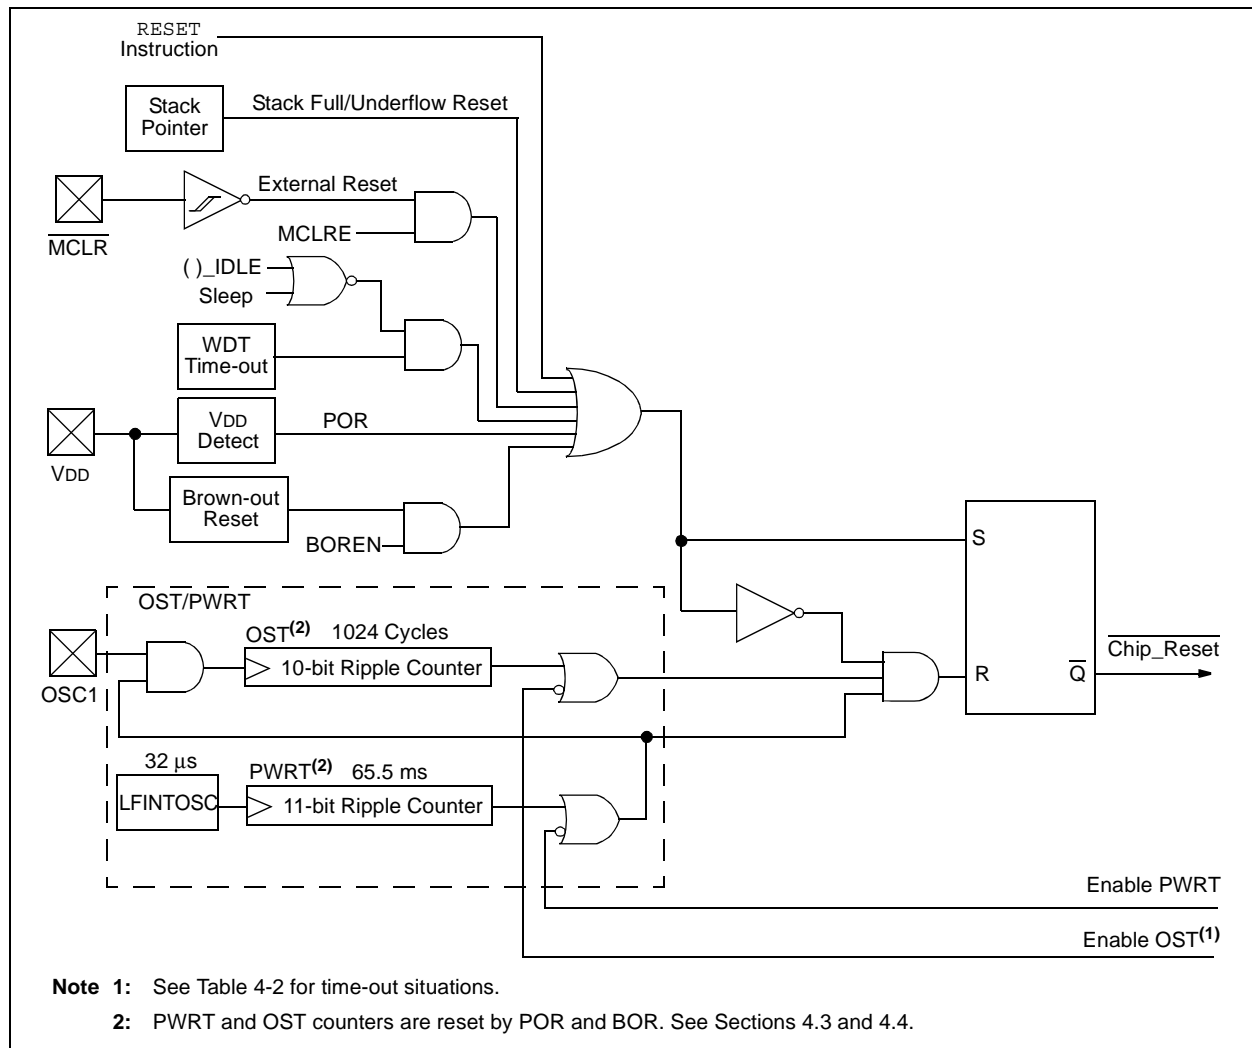 RESET
Instruction
Stack
Pointer
Stack Full/Underflow Reset
External Reset
MCLR
MCLRE
( )_IDLE
Sleep
WDT
Time-out
VDD
Detect
POR
VDD
Brown-out
Reset
BOREN
S
OST/PWRT
OST(2) 1024 Cycles
10-bit Ripple Counter
OSC1
R
Q
Chip_Reset
32 µs
LFINTOSC
PWRT(2) 65.5 ms
11-bit Ripple Counter
Enable PWRT
Enable OST(1)
Note 1: See Table 4-2 for time-out situations.
2: PWRT and OST counters are reset by POR and BOR. See Sections 4.3 and 4.4.